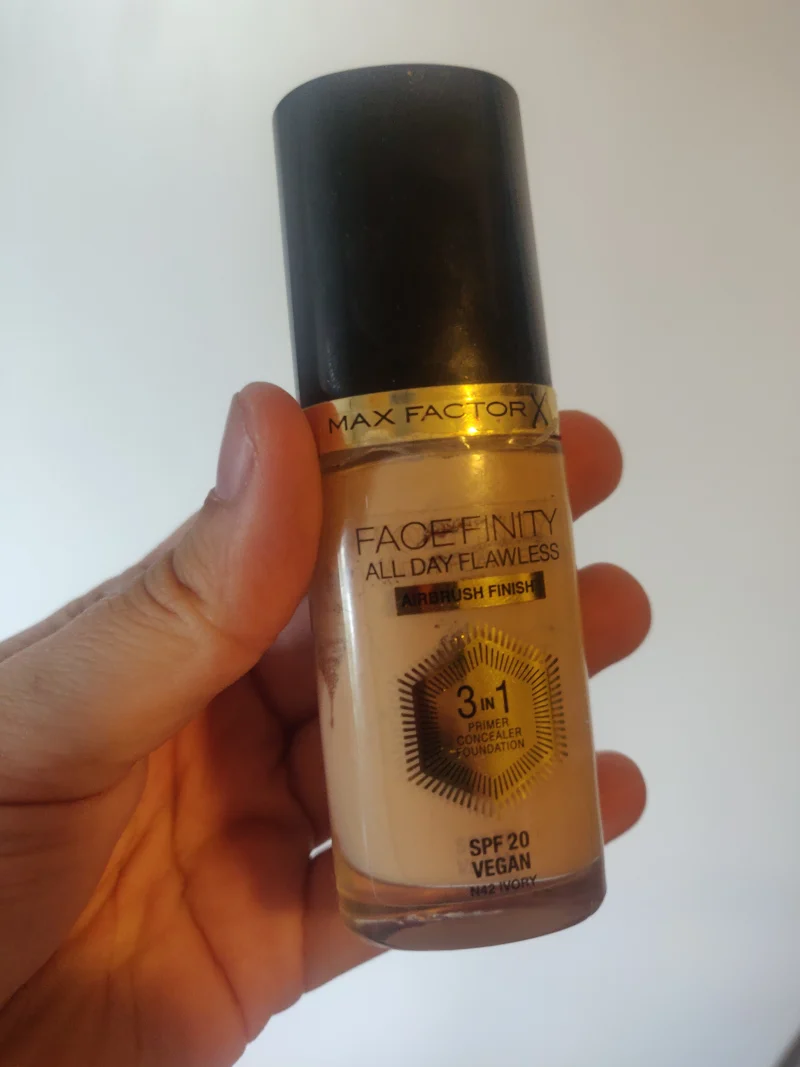 MAX FACTOR X
FACEFINITY
ALL DAY FLAWLESS
AIRBRUSH FINISH
3 IN 1
PRIMER
CONCEALER
FOUNDATION
SPF 20
VEGAN
N42 IVORY